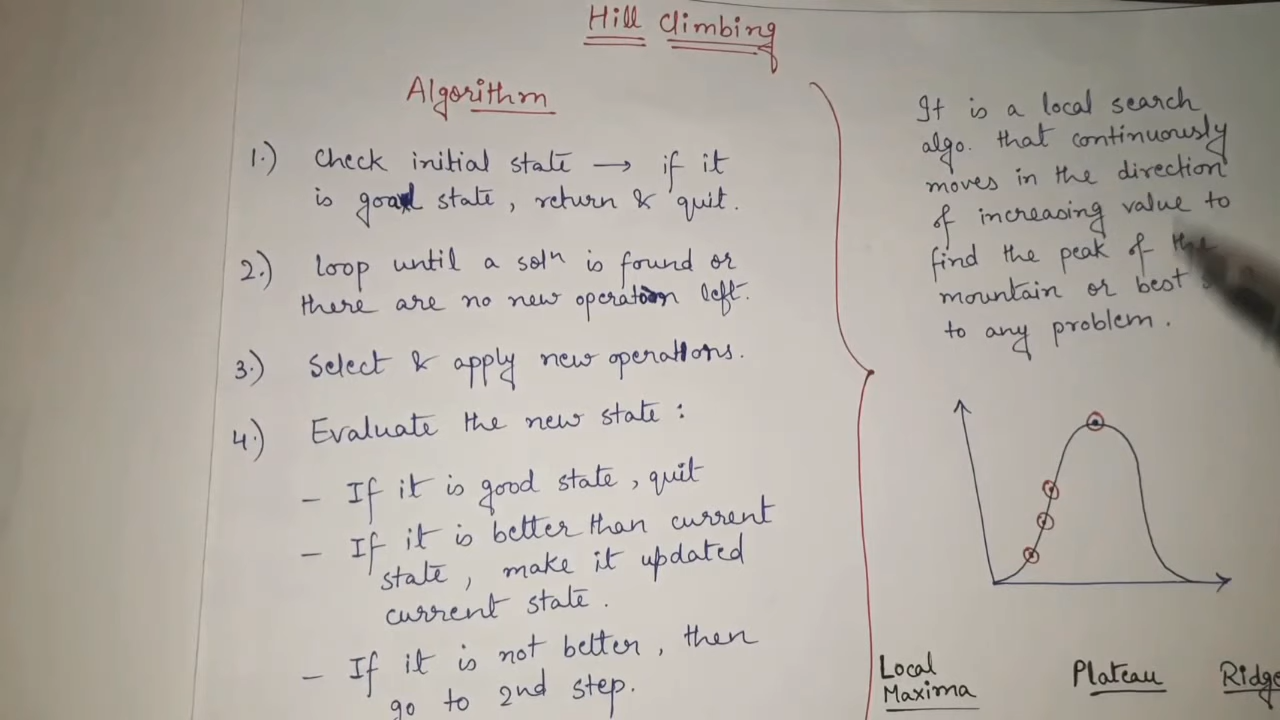 Hill Climbing
Algorithm
1.) Check initial state → if it
is goal state, return & quit.
2.) Loop until a solⁿ is found or
there are no new operation left.
3.) Select & apply new operations.
4.) Evaluate the new state :
- If it is good state, quit
- If it is better than current
state, make it updated
current state.
- If it is not better, then
go to 2nd step.
It is a local search
algo. that continuously
moves in the direction
of increasing value to
find the peak of the
mountain or best
to any problem.
Local
Maxima
Plateau
Ridge